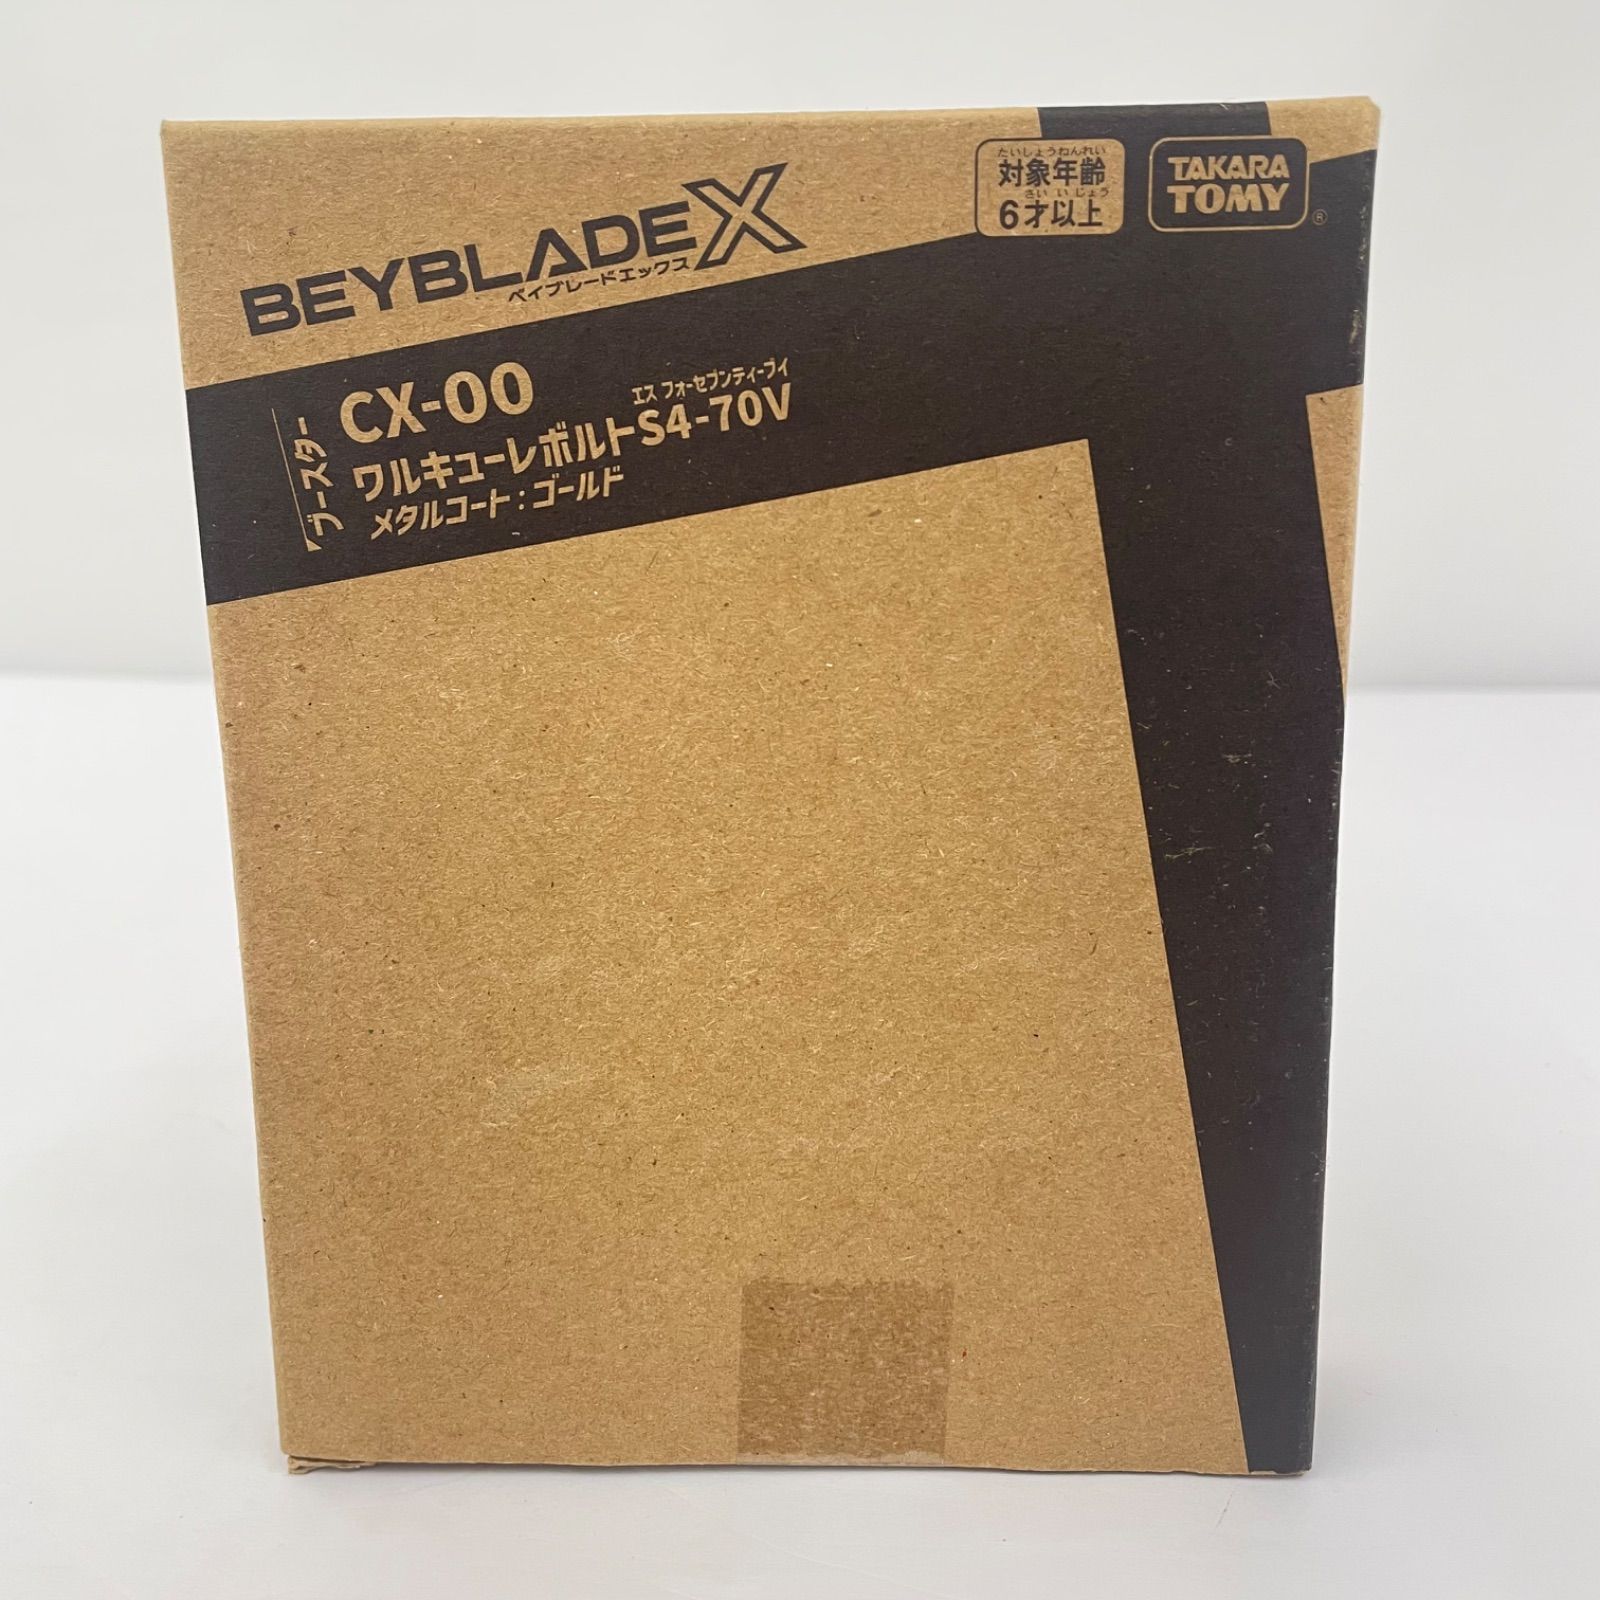 BEYBLADE X
ベイブレードエックス
たいしょうねんれい
対象年齢
さい いじょう
6才以上
TAKARA
TOMY
®
ブースター
CX-00
エス フォーセブンティーブイ
ワルキューレボルトS4-70V
メタルコート:ゴールド